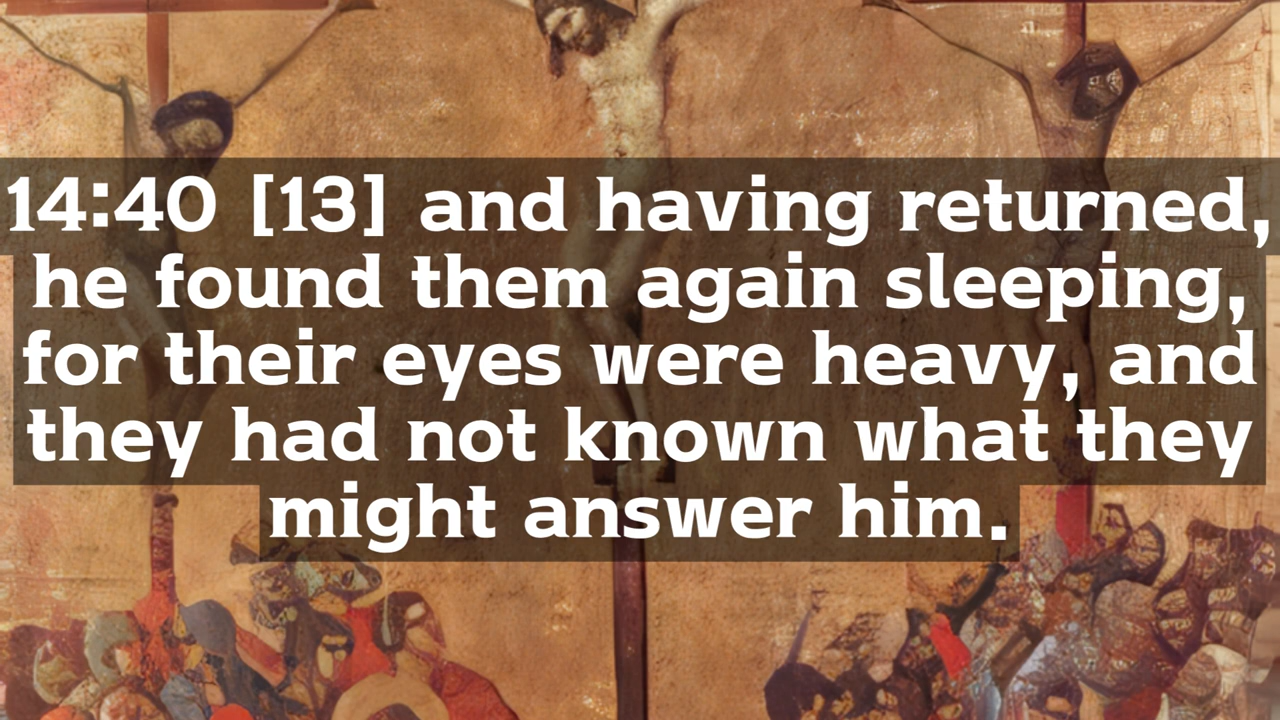 14:40 [13] and having returned,
he found them again sleeping,
for their eyes were heavy, and
they had not known what they
might answer him.